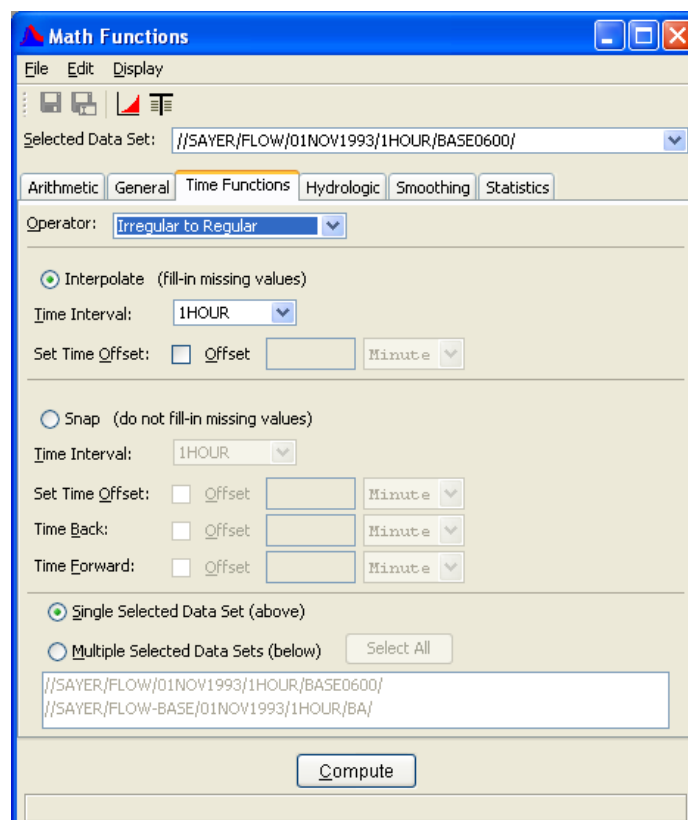 Math Functions
File Edit Display
Selected Data Set: //SAYER/FLOW/01NOV1993/1HOUR/BASE0600/
Arithmetic General Time Functions Hydrologic Smoothing Statistics
Operator: Irregular to Regular
Interpolate (fill-in missing values)
Time Interval: 1HOUR
Set Time Offset: Offset Minute
Snap (do not fill-in missing values)
Time Interval: 1HOUR
Set Time Offset: Offset Minute
Time Back: Offset Minute
Time Forward: Offset Minute
Single Selected Data Set (above)
Multiple Selected Data Sets (below) Select All
//SAYER/FLOW/01NOV1993/1HOUR/BASE0600/
//SAYER/FLOW-BASE/01NOV1993/1HOUR/BA/
Compute